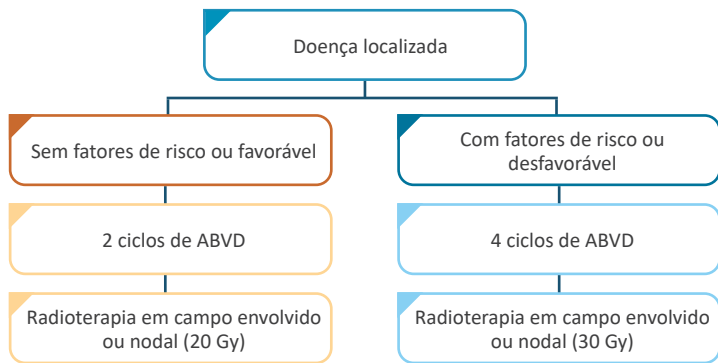 Doença localizada
Sem fatores de risco ou favorável
Com fatores de risco ou
desfavorável
2 ciclos de ABVD
4 ciclos de ABVD
Radioterapia em campo envolvido
ou nodal (20 Gy)
Radioterapia em campo envolvido
ou nodal (30 Gy)